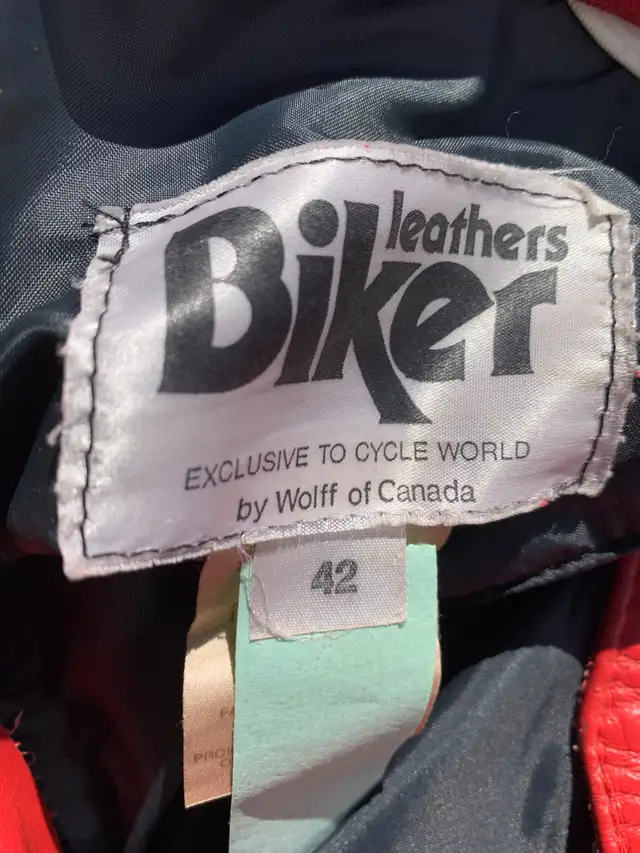 leathers
Biker
EXCLUSIVE TO CYCLE WORLD
by Wolff of Canada
42